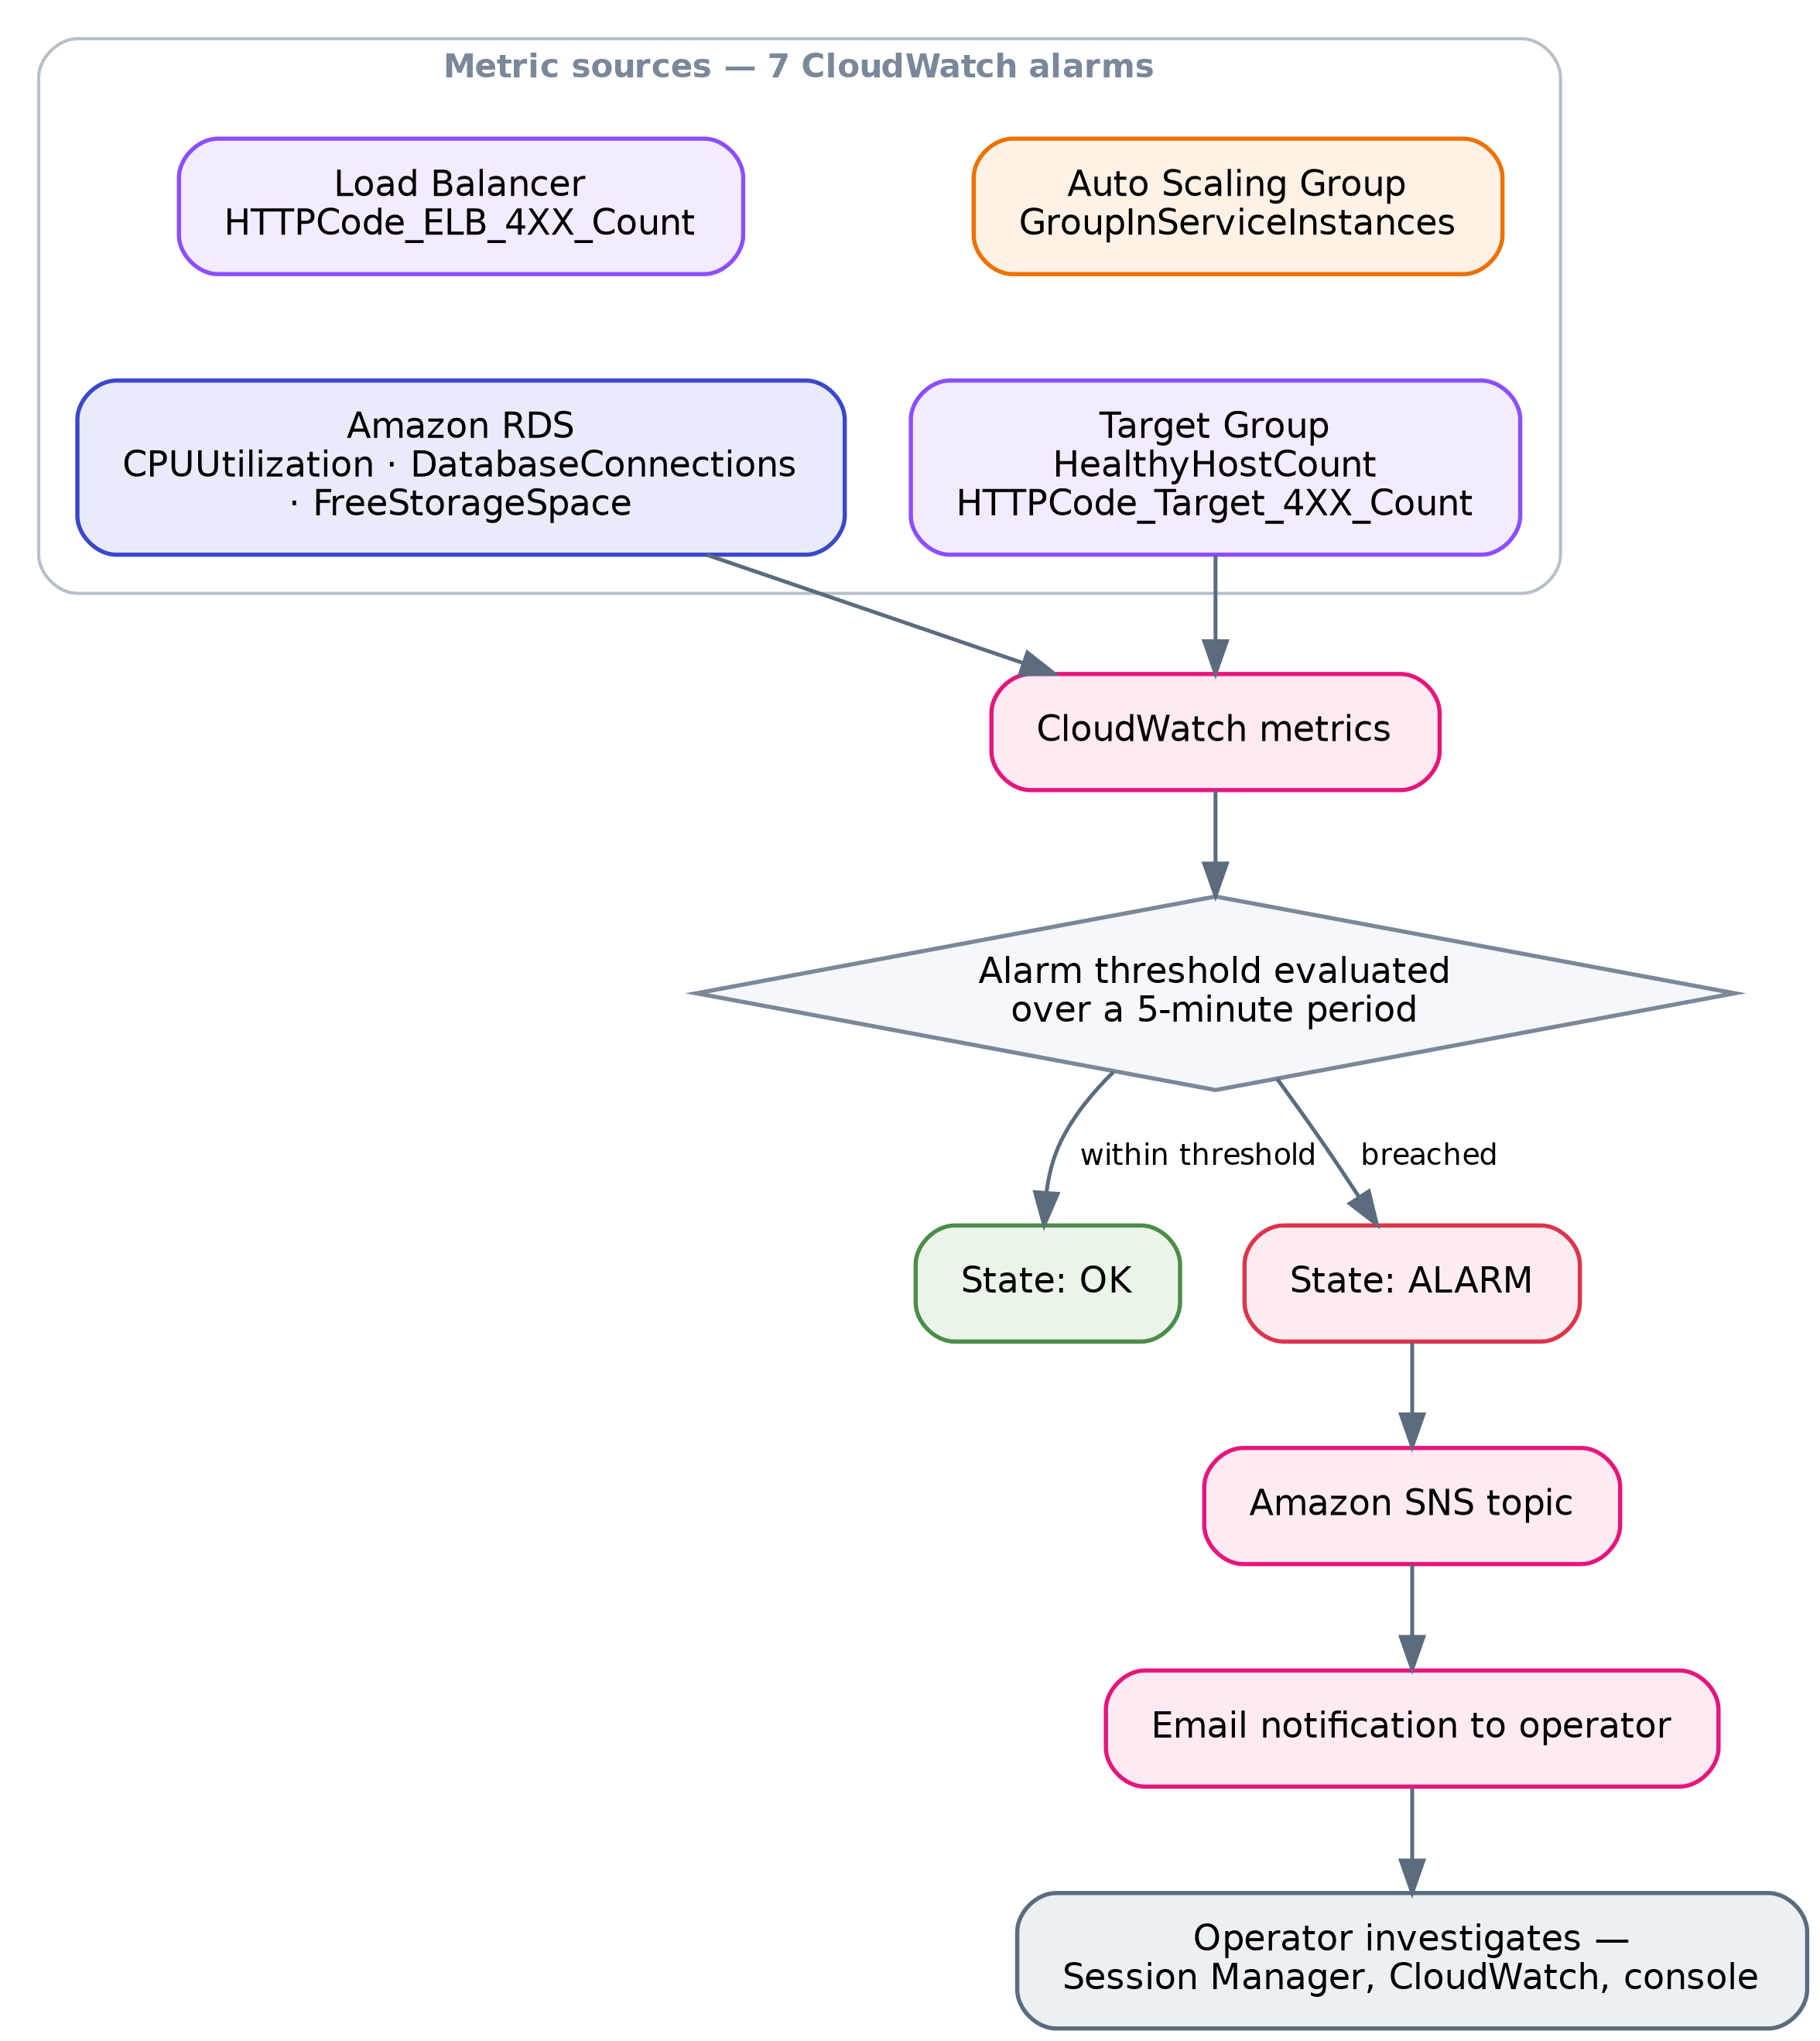 Metric sources — 7 CloudWatch alarms
Load Balancer
HTTPCode_ELB_4XX_Count
Auto Scaling Group
GroupInServiceInstances
Amazon RDS
CPUUtilization · DatabaseConnections
· FreeStorageSpace
Target Group
HealthyHostCount
HTTPCode_Target_4XX_Count
CloudWatch metrics
Alarm threshold evaluated
over a 5-minute period
within threshold
breached
State: OK
State: ALARM
Amazon SNS topic
Email notification to operator
Operator investigates —
Session Manager, CloudWatch, console